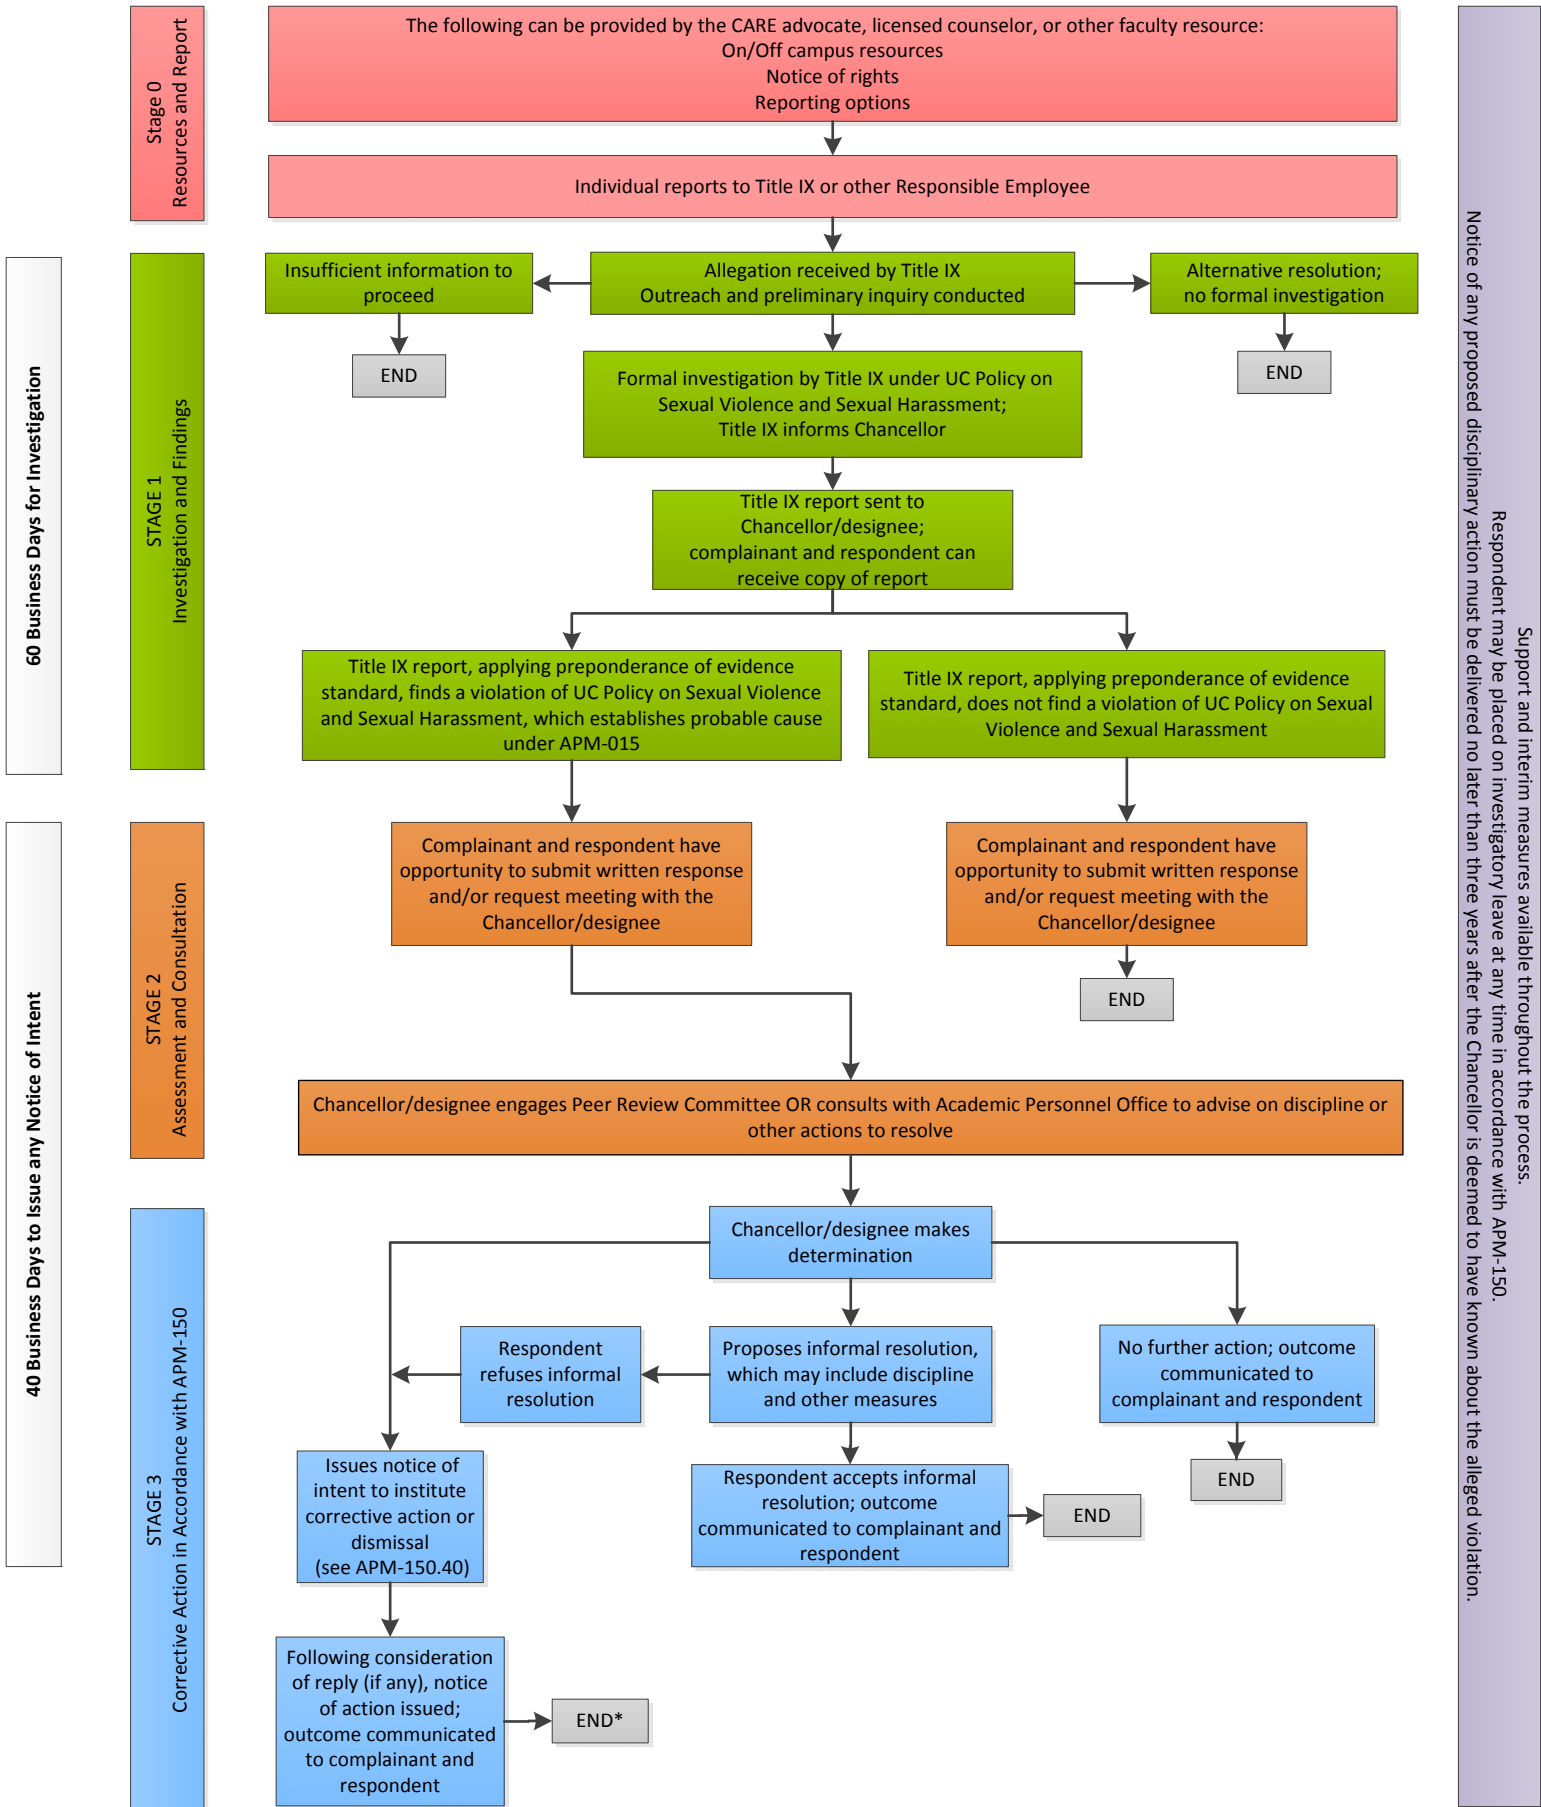 The following can be provided by the CARE advocate, licensed counselor, or other faculty resource:
On/Off campus resources
Notice of rights
Reporting options
Stage 0
Resources and Report
Individual reports to Title IX or other Responsible Employee
60 Business Days for Investigation
STAGE 1
Investigation and Findings
Insufficient information to
proceed
Allegation received by Title IX
Outreach and preliminary inquiry conducted
Alternative resolution;
no formal investigation
END
END
Formal investigation by Title IX under UC Policy on
Sexual Violence and Sexual Harassment;
Title IX informs Chancellor
Title IX report sent to
Chancellor/designee;
complainant and respondent can
receive copy of report
Title IX report, applying preponderance of evidence
standard, finds a violation of UC Policy on Sexual Violence
and Sexual Harassment, which establishes probable cause
under APM-015
Title IX report, applying preponderance of evidence
standard, does not find a violation of UC Policy on Sexual
Violence and Sexual Harassment
40 Business Days to Issue any Notice of Intent
STAGE 2
Assessment and Consultation
Complainant and respondent have
opportunity to submit written response
and/or request meeting with the
Chancellor/designee
Complainant and respondent have
opportunity to submit written response
and/or request meeting with the
Chancellor/designee
END
Chancellor/designee engages Peer Review Committee OR consults with Academic Personnel Office to advise on discipline or
other actions to resolve
STAGE 3
Corrective Action in Accordance with APM-150
Chancellor/designee makes
determination
Respondent
refuses informal
resolution
Proposes informal resolution,
which may include discipline
and other measures
No further action; outcome
communicated to
complainant and respondent
END
Issues notice of
intent to institute
corrective action or
dismissal
(see APM-150.40)
Respondent accepts informal
resolution; outcome
communicated to complainant and
respondent
END
Following consideration
of reply (if any), notice
of action issued;
outcome communicated
to complainant and
respondent
END*
Support and interim measures available throughout the process.
Respondent may be placed on investigatory leave at any time in accordance with APM-150.
Notice of any proposed disciplinary action must be delivered no later than three years after the Chancellor is deemed to have known about the alleged violation.